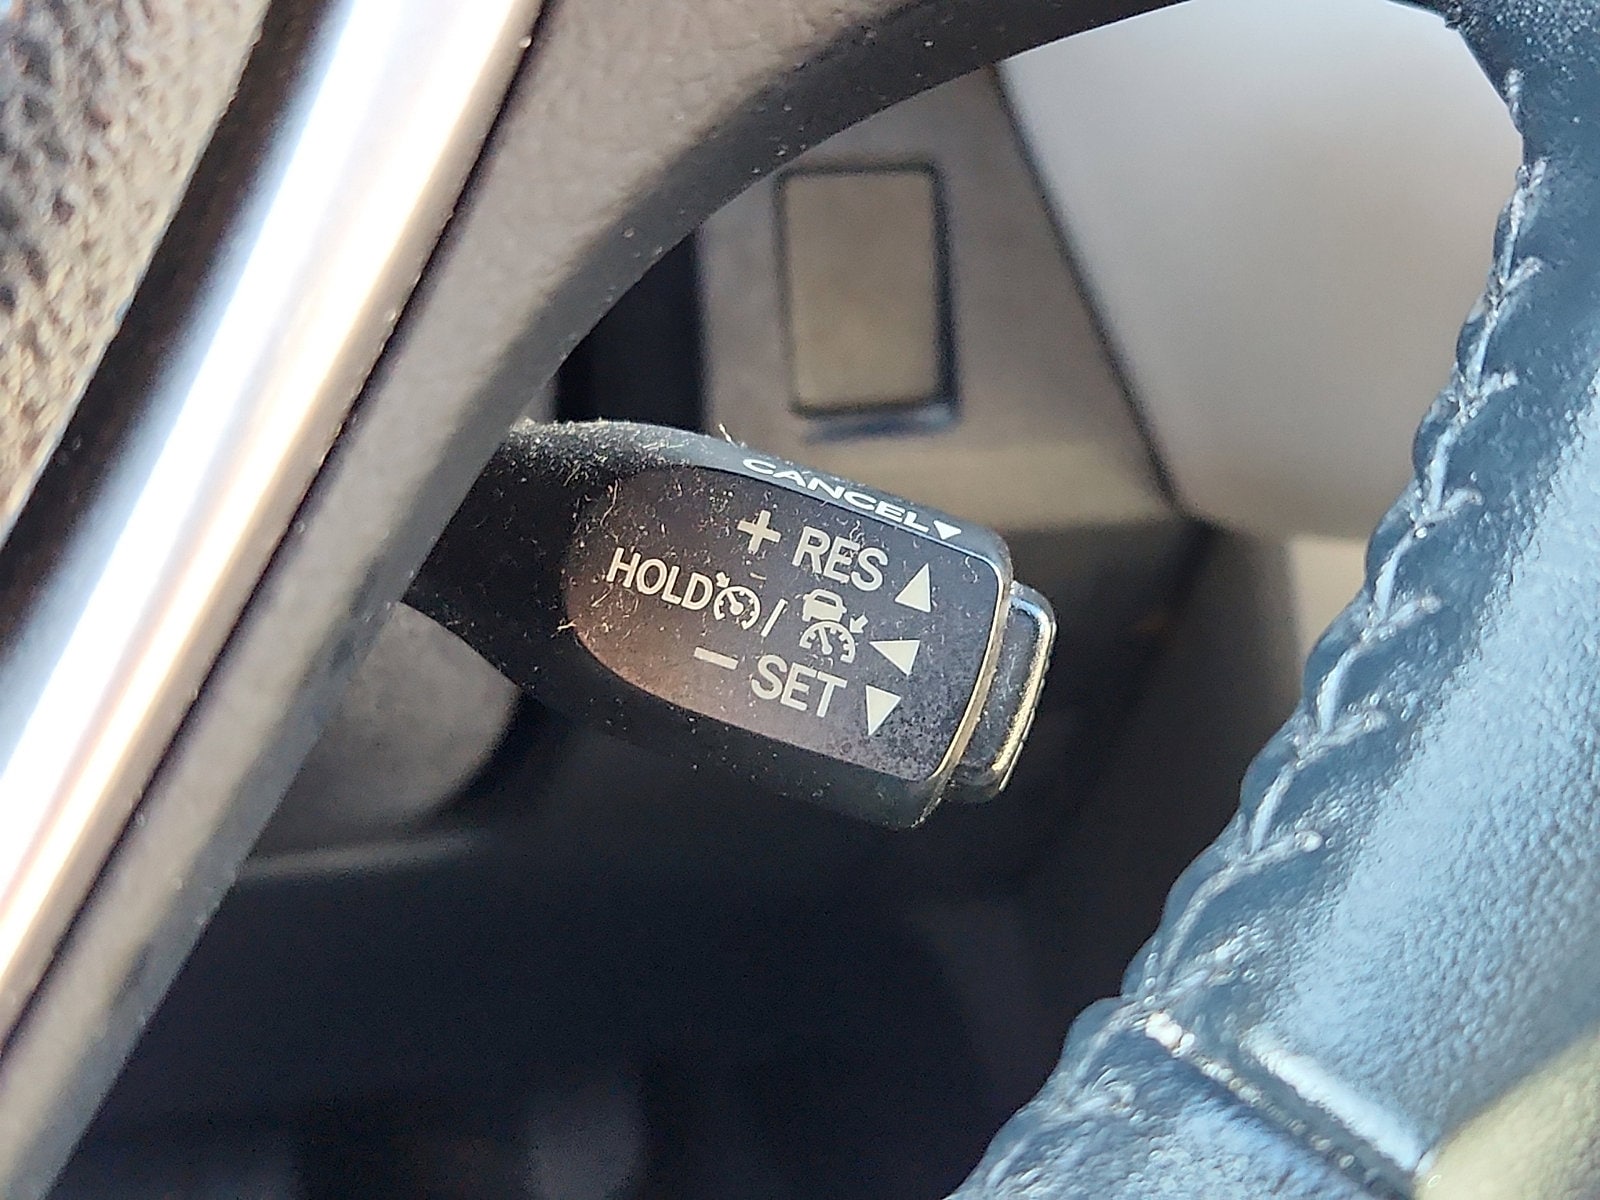 CANCEL▼
+ RES ▲
HOLD / ◀
− SET ▼